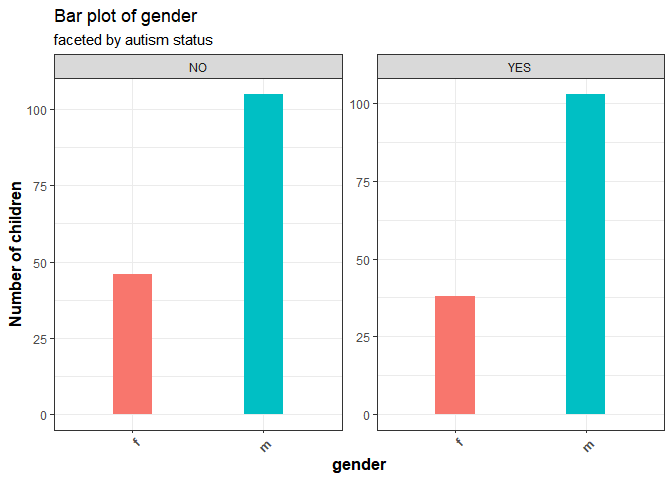 Bar plot of gender
faceted by autism status
NO
YES
Number of children
100
75
50
25
0
100
75
50
25
0
f
m
f
m
gender